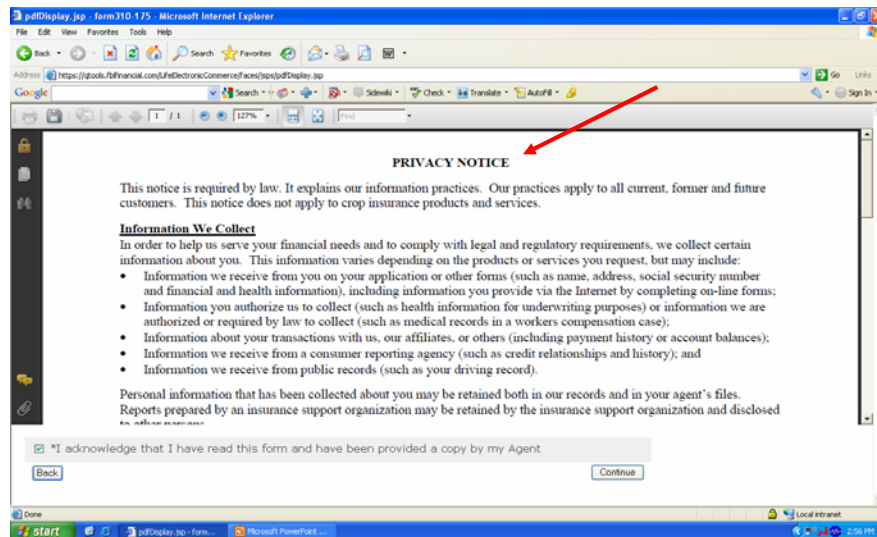 pdfDisplay.jsp - form310-175 - Microsoft Internet Explorer
File Edit View Favorites Tools Help
Back Search Favorites
Address https://qtools.fblfinancial.com/LifeElectronicCommerce/faces/jsps/pdfDisplay.jsp Go Links
Google Search Sidewiki Check Translate AutoFill Sign In
1 / 1 127% Find
PRIVACY NOTICE
This notice is required by law. It explains our information practices. Our practices apply to all current, former and future
customers. This notice does not apply to crop insurance products and services.
Information We Collect
In order to help us serve your financial needs and to comply with legal and regulatory requirements, we collect certain
information about you. This information varies depending on the products or services you request, but may include:
• Information we receive from you on your application or other forms (such as name, address, social security number
and financial and health information), including information you provide via the Internet by completing on-line forms;
• Information you authorize us to collect (such as health information for underwriting purposes) or information we are
authorized or required by law to collect (such as medical records in a workers compensation case);
• Information about your transactions with us, our affiliates, or others (including payment history or account balances);
• Information we receive from a consumer reporting agency (such as credit relationships and history); and
• Information we receive from public records (such as your driving record).
Personal information that has been collected about you may be retained both in our records and in your agent's files.
Reports prepared by an insurance support organization may be retained by the insurance support organization and disclosed
to other persons.
*I acknowledge that I have read this form and have been provided a copy by my Agent
Back Continue
Done Local intranet
start pdfDisplay.jsp - form... Microsoft PowerPoint ... 2:56 PM